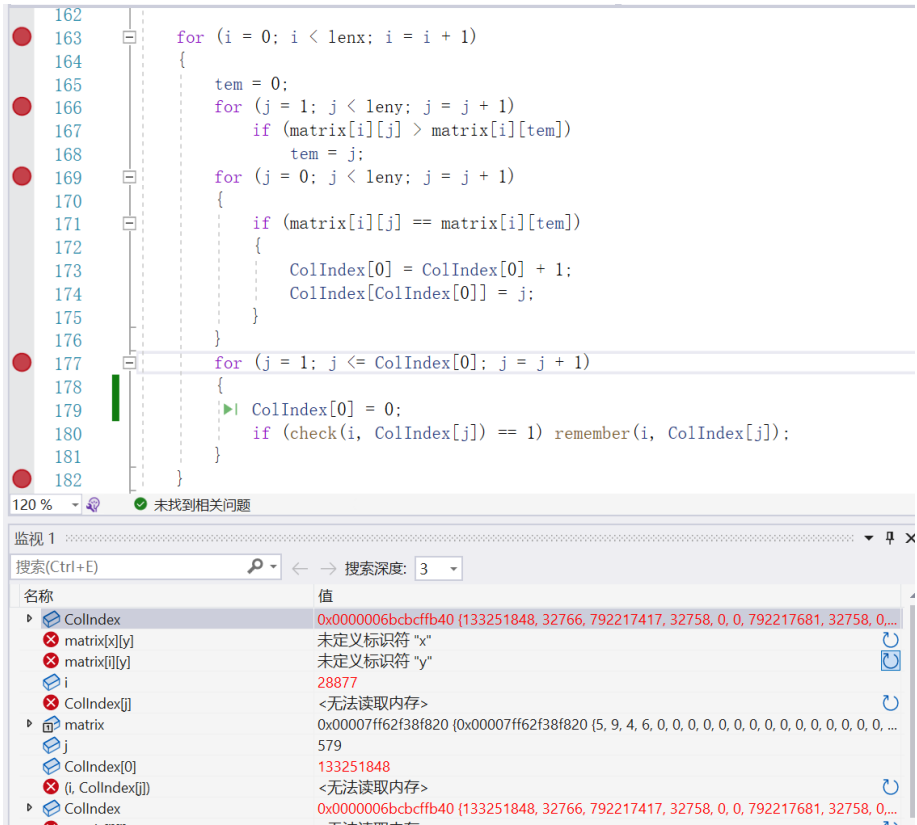 162
163 for (i = 0; i < lenx; i = i + 1)
164 {
165 tem = 0;
166 for (j = 1; j < leny; j = j + 1)
167 if (matrix[i][j] > matrix[i][tem])
168 tem = j;
169 for (j = 0; j < leny; j = j + 1)
170 {
171 if (matrix[i][j] == matrix[i][tem])
172 {
173 ColIndex[0] = ColIndex[0] + 1;
174 ColIndex[ColIndex[0]] = j;
175 }
176 }
177 for (j = 1; j <= ColIndex[0]; j = j + 1)
178 {
179 ColIndex[0] = 0;
180 if (check(i, ColIndex[j]) == 1) remember(i, ColIndex[j]);
181 }
182 }
120 % 未找到相关问题
监视 1
搜索(Ctrl+E) 搜索深度: 3
名称 值
ColIndex 0x0000006bcbcffb40 {133251848, 32766, 792217417, 32758, 0, 0, 792217681, 32758, 0,...
matrix[x][y] 未定义标识符 "x"
matrix[i][y] 未定义标识符 "y"
i 28877
ColIndex[j] <无法读取内存>
matrix 0x00007ff62f38f820 {0x00007ff62f38f820 {5, 9, 4, 6, 0, 0, 0, 0, 0, 0, 0, 0, 0, 0, 0, 0, 0, 0, ...
j 579
ColIndex[0] 133251848
(i, ColIndex[j]) <无法读取内存>
ColIndex 0x0000006bcbcffb40 {133251848, 32766, 792217417, 32758, 0, 0, 792217681, 32758, 0,...